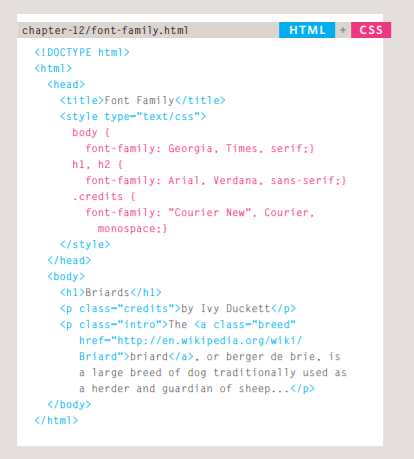 chapter-12/font-family.html HTML + CSS
<!DOCTYPE html>
<html>
<head>
<title>Font Family</title>
<style type="text/css">
body {
font-family: Georgia, Times, serif;}
h1, h2 {
font-family: Arial, Verdana, sans-serif;}
.credits {
font-family: "Courier New", Courier,
monospace;}
</style>
</head>
<body>
<h1>Briards</h1>
<p class="credits">by Ivy Duckett</p>
<p class="intro">The <a class="breed"
href="http://en.wikipedia.org/wiki/
Briard">briard</a>, or berger de brie, is
a large breed of dog traditionally used as
a herder and guardian of sheep...</p>
</body>
</html>